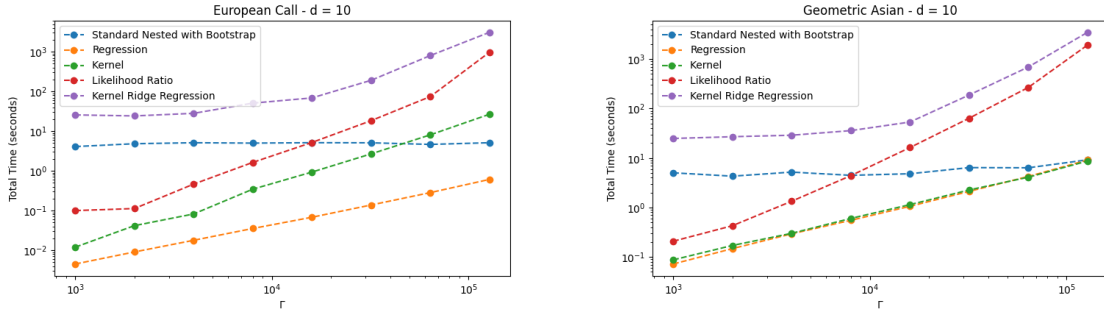 European Call - d = 10
Standard Nested with Bootstrap
Regression
Kernel
Likelihood Ratio
Kernel Ridge Regression
Total Time (seconds)
10³
10²
10¹
10⁰
10⁻¹
10⁻²
10³
10⁴
10⁵
Γ
Geometric Asian - d = 10
Standard Nested with Bootstrap
Regression
Kernel
Likelihood Ratio
Kernel Ridge Regression
Total Time (seconds)
10³
10²
10¹
10⁰
10⁻¹
10³
10⁴
10⁵
Γ